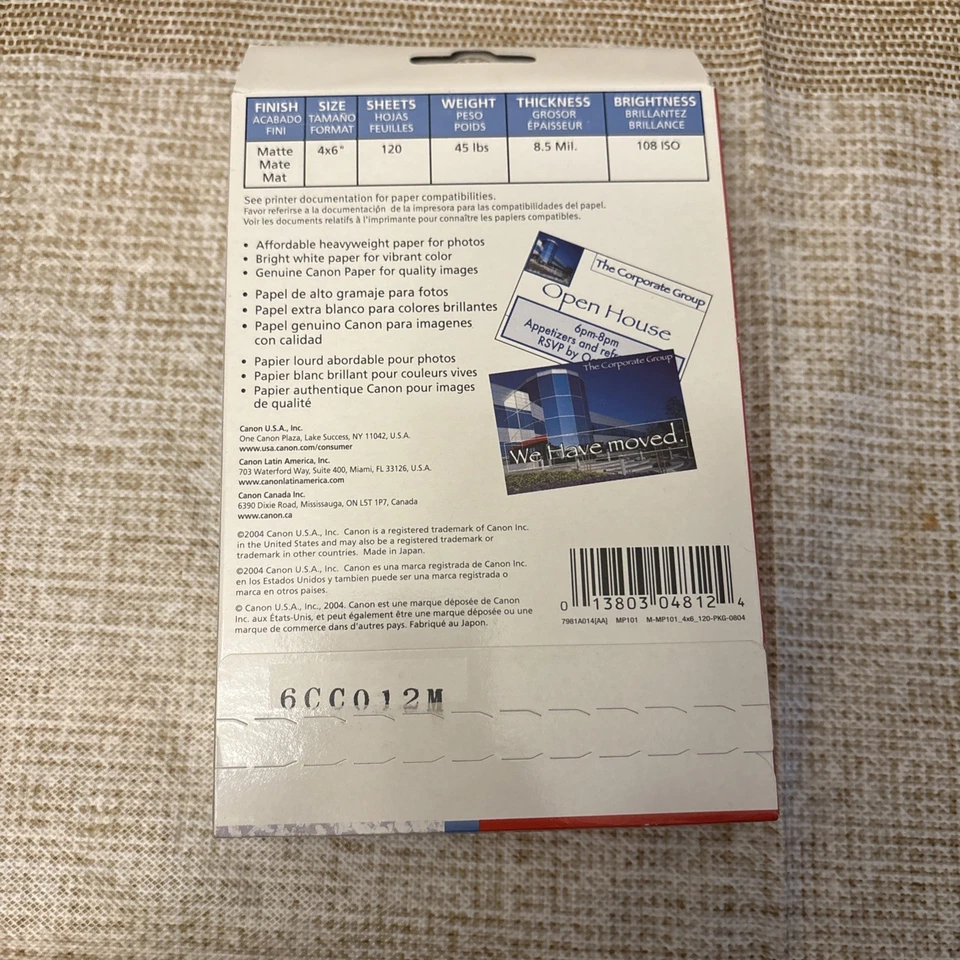 FINISH SIZE SHEETS WEIGHT THICKNESS BRIGHTNESS
ACABADO TAMAÑO HOJAS PESO GROSOR BRILLANTEZ
FINI FORMAT FEUILLES POIDS ÉPAISSEUR BRILLANCE
Matte 4x6" 120 45 lbs 8.5 Mil. 108 ISO
Mate
Mat
See printer documentation for paper compatibilities.
Favor referirse a la documentación de la impresora para las compatibilidades del papel.
Voir les documents relatifs à l'imprimante pour connaître les papiers compatibles.
• Affordable heavyweight paper for photos
• Bright white paper for vibrant color
• Genuine Canon Paper for quality images
• Papel de alto gramaje para fotos
• Papel extra blanco para colores brillantes
• Papel genuino Canon para imagenes
con calidad
• Papier lourd abordable pour photos
• Papier blanc brillant pour couleurs vives
• Papier authentique Canon pour images
de qualité
The Corporate Group
Open House
6pm-8pm
Appetizers and ref
RSVP by O
The Corporate Group
We Have moved.
Canon U.S.A., Inc.
One Canon Plaza, Lake Success, NY 11042, U.S.A.
www.usa.canon.com/consumer
Canon Latin America, Inc.
703 Waterford Way, Suite 400, Miami, FL 33126, U.S.A.
www.canonlatinamerica.com
Canon Canada Inc.
6390 Dixie Road, Mississauga, ON L5T 1P7, Canada
www.canon.ca
©2004 Canon U.S.A., Inc. Canon is a registered trademark of Canon Inc.
in the United States and may also be a registered trademark or
trademark in other countries. Made in Japan.
©2004 Canon U.S.A., Inc. Canon es una marca registrada de Canon Inc.
en los Estados Unidos y tambien puede ser una marca registrada o
marca en otros paises.
© Canon U.S.A., Inc., 2004. Canon est une marque déposée de Canon
Inc. aux États-Unis, et peut également être une marque déposée ou une
marque de commerce dans d'autres pays. Fabriqué au Japon.
0 13803 04812 4
7981A014[AA] MP101 M-MP101_4x6_120-PKG-0804
6CC012M